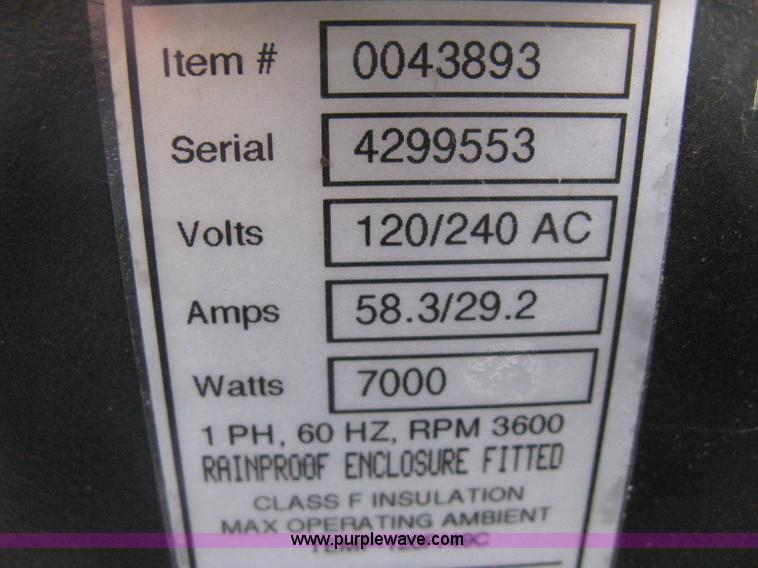 Item # 0043893
Serial 4299553
Volts 120/240 AC
Amps 58.3/29.2
Watts 7000
1 PH, 60 HZ, RPM 3600
RAINPROOF ENCLOSURE FITTED
CLASS F INSULATION
MAX OPERATING AMBIENT
www.purplewave.com